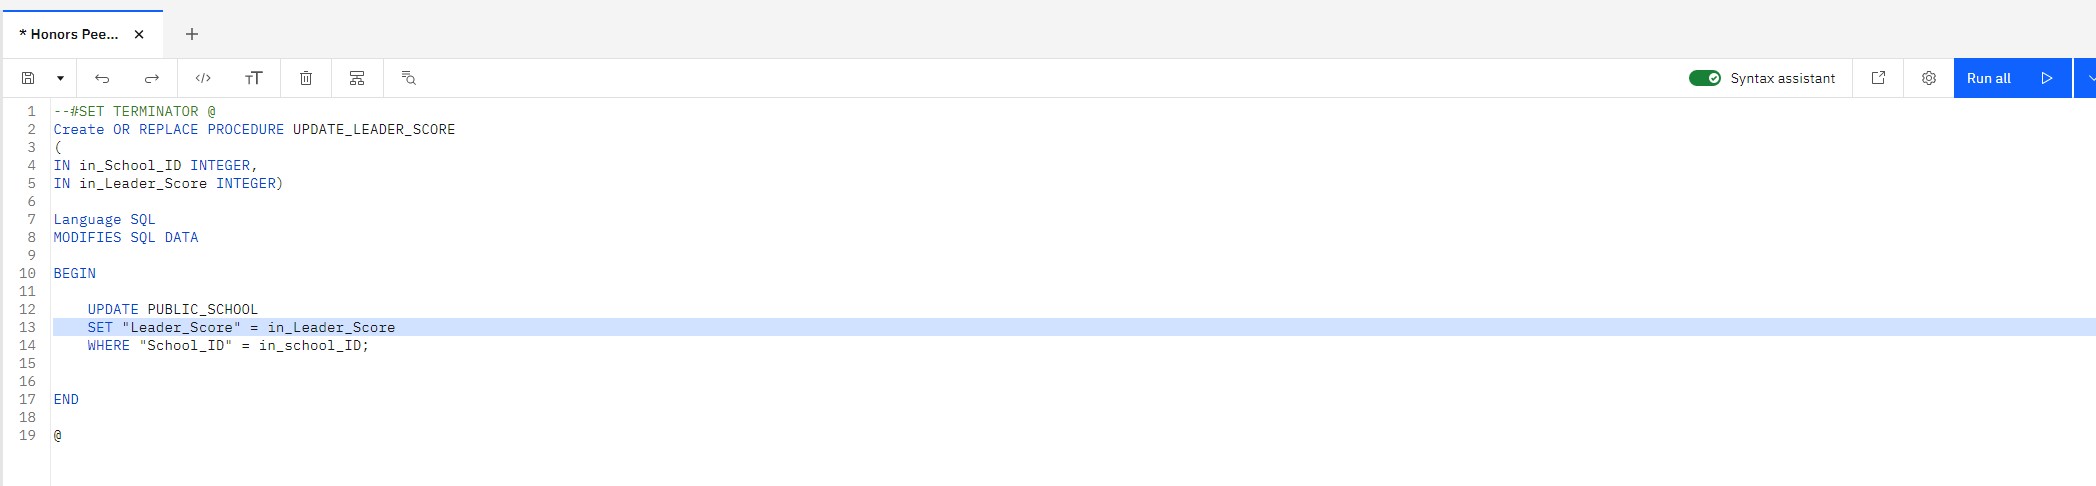 * Honors Pee...
Syntax assistant
Run all
1 --#SET TERMINATOR @
2 Create OR REPLACE PROCEDURE UPDATE_LEADER_SCORE
3 (
4 IN in_School_ID INTEGER,
5 IN in_Leader_Score INTEGER)
6
7 Language SQL
8 MODIFIES SQL DATA
9
10 BEGIN
11
12 UPDATE PUBLIC_SCHOOL
13 SET "Leader_Score" = in_Leader_Score
14 WHERE "School_ID" = in_school_ID;
15
16
17 END
18
19 @